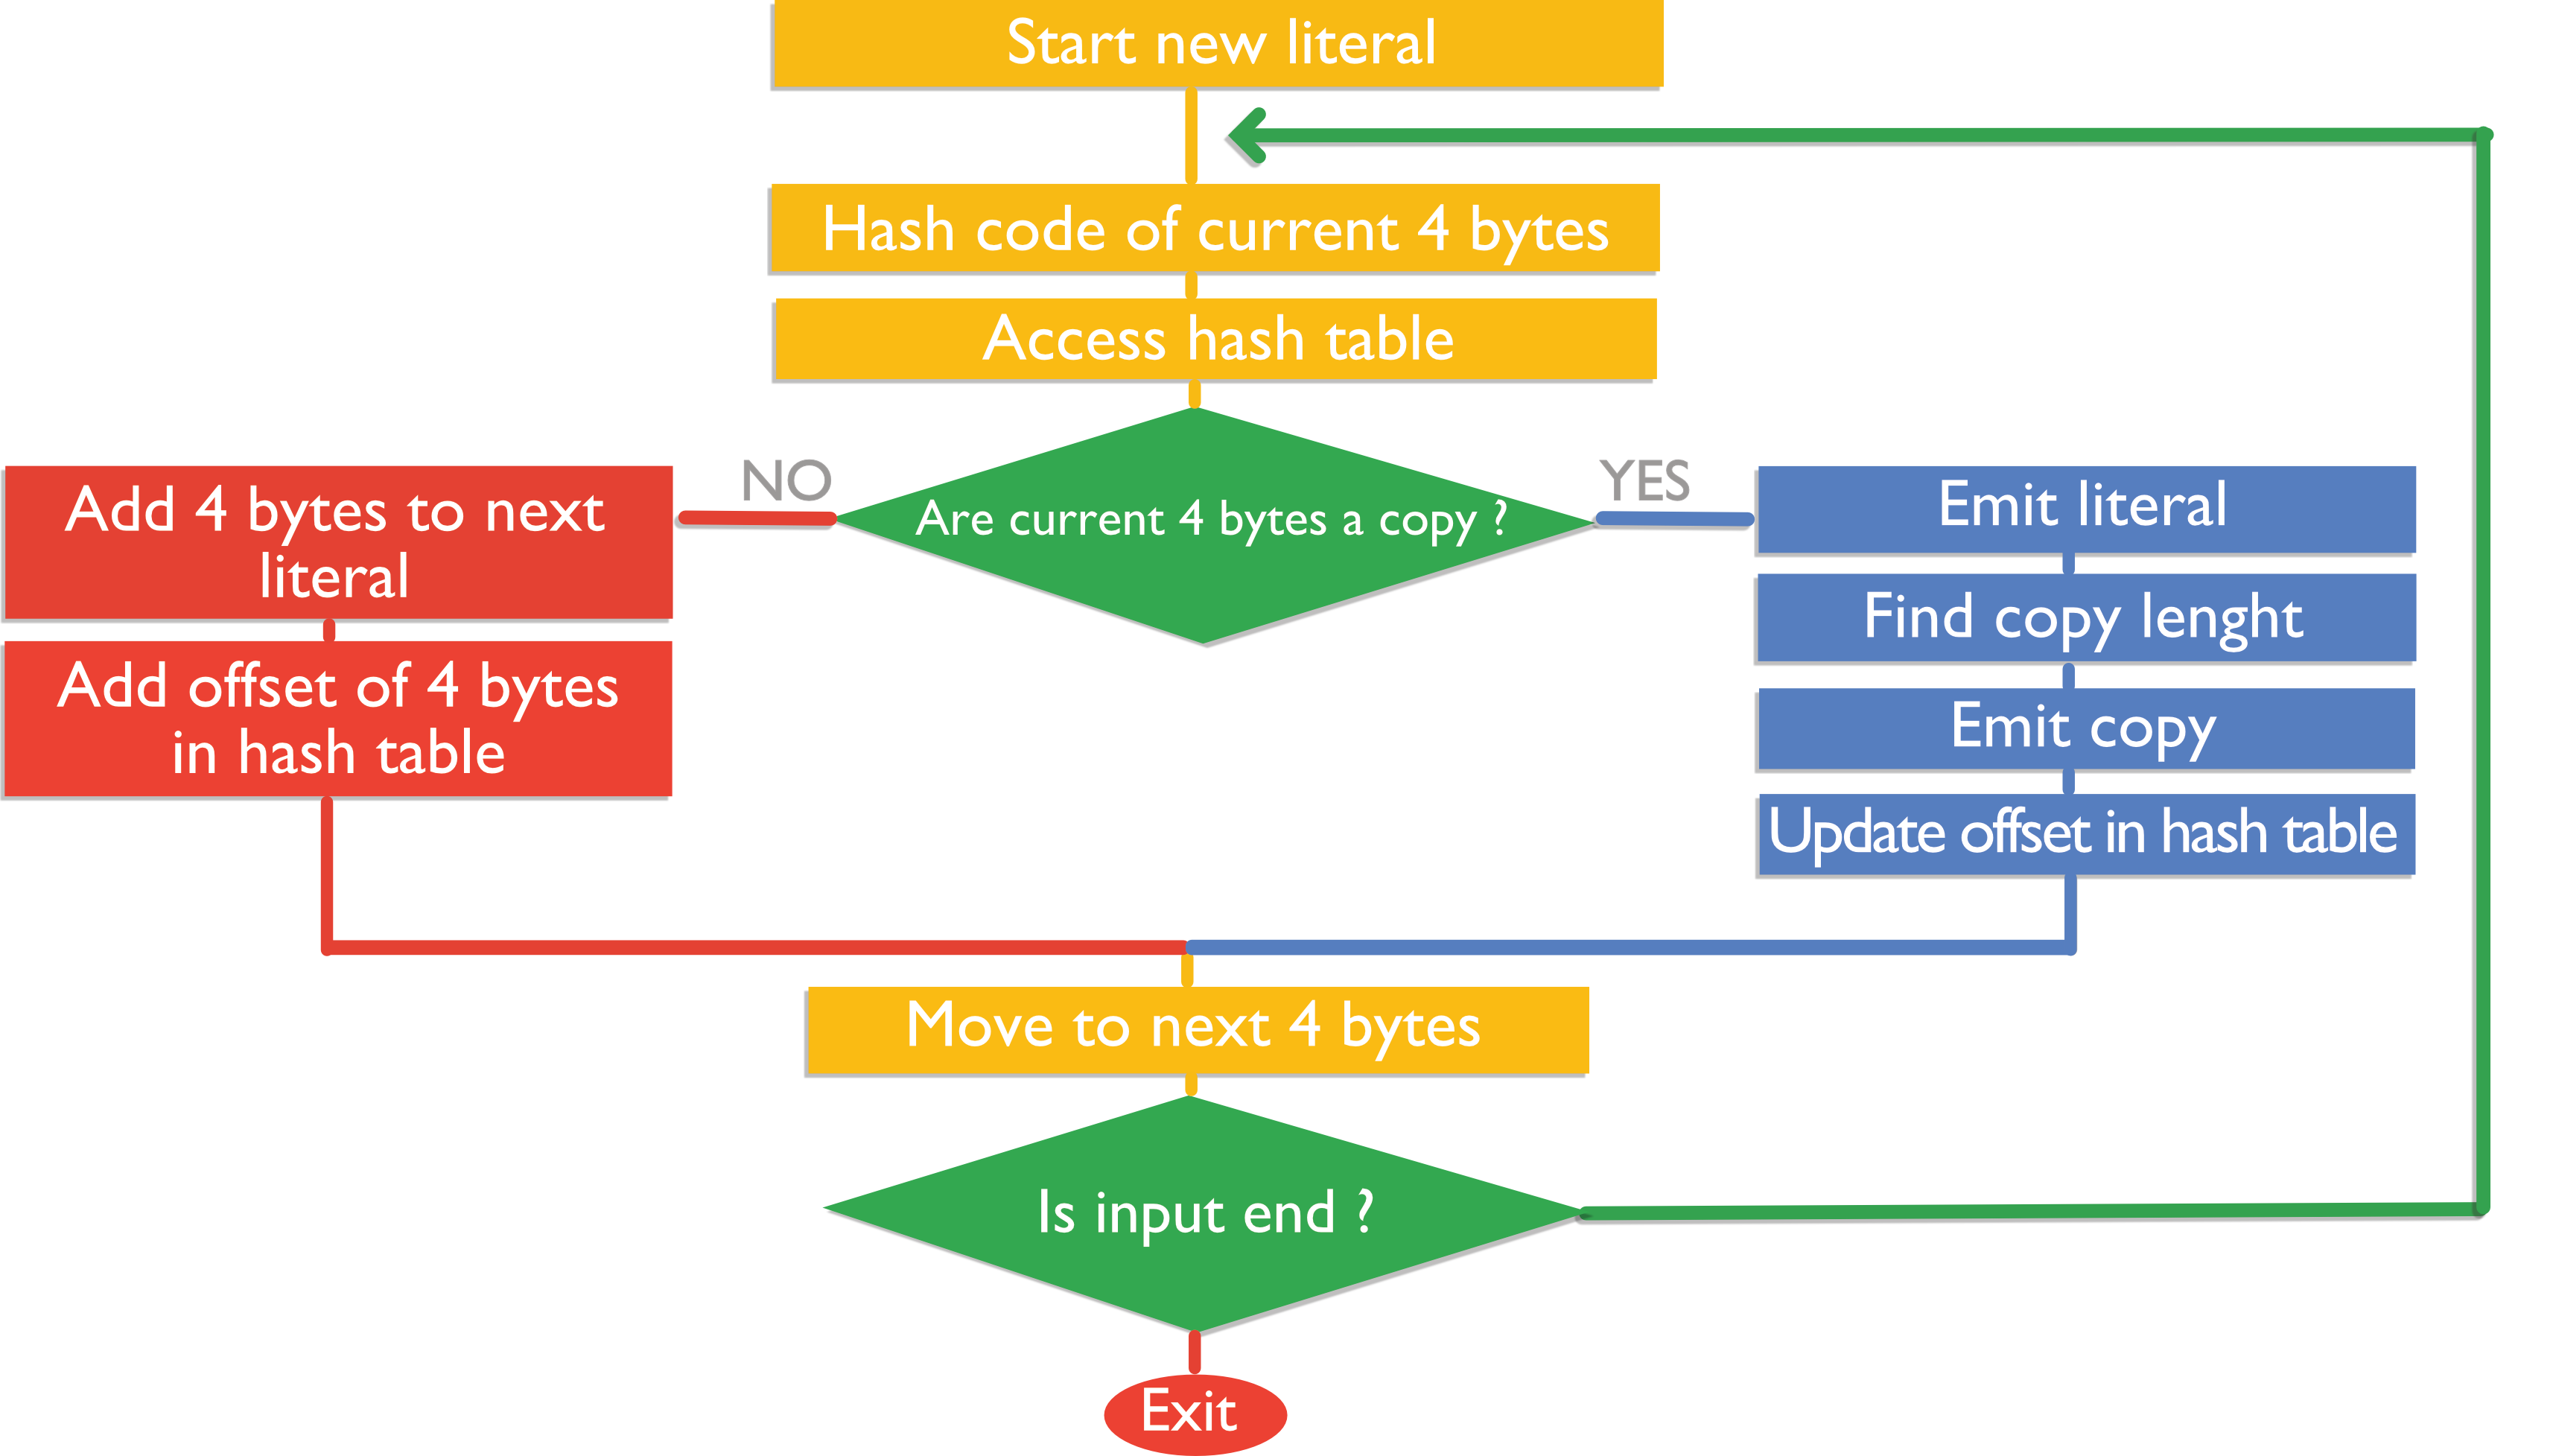 Start new literal
Hash code of current 4 bytes
Access hash table
NO
Are current 4 bytes a copy ?
YES
Add 4 bytes to next
literal
Add offset of 4 bytes
in hash table
Emit literal
Find copy lenght
Emit copy
Update offset in hash table
Move to next 4 bytes
Is input end ?
Exit